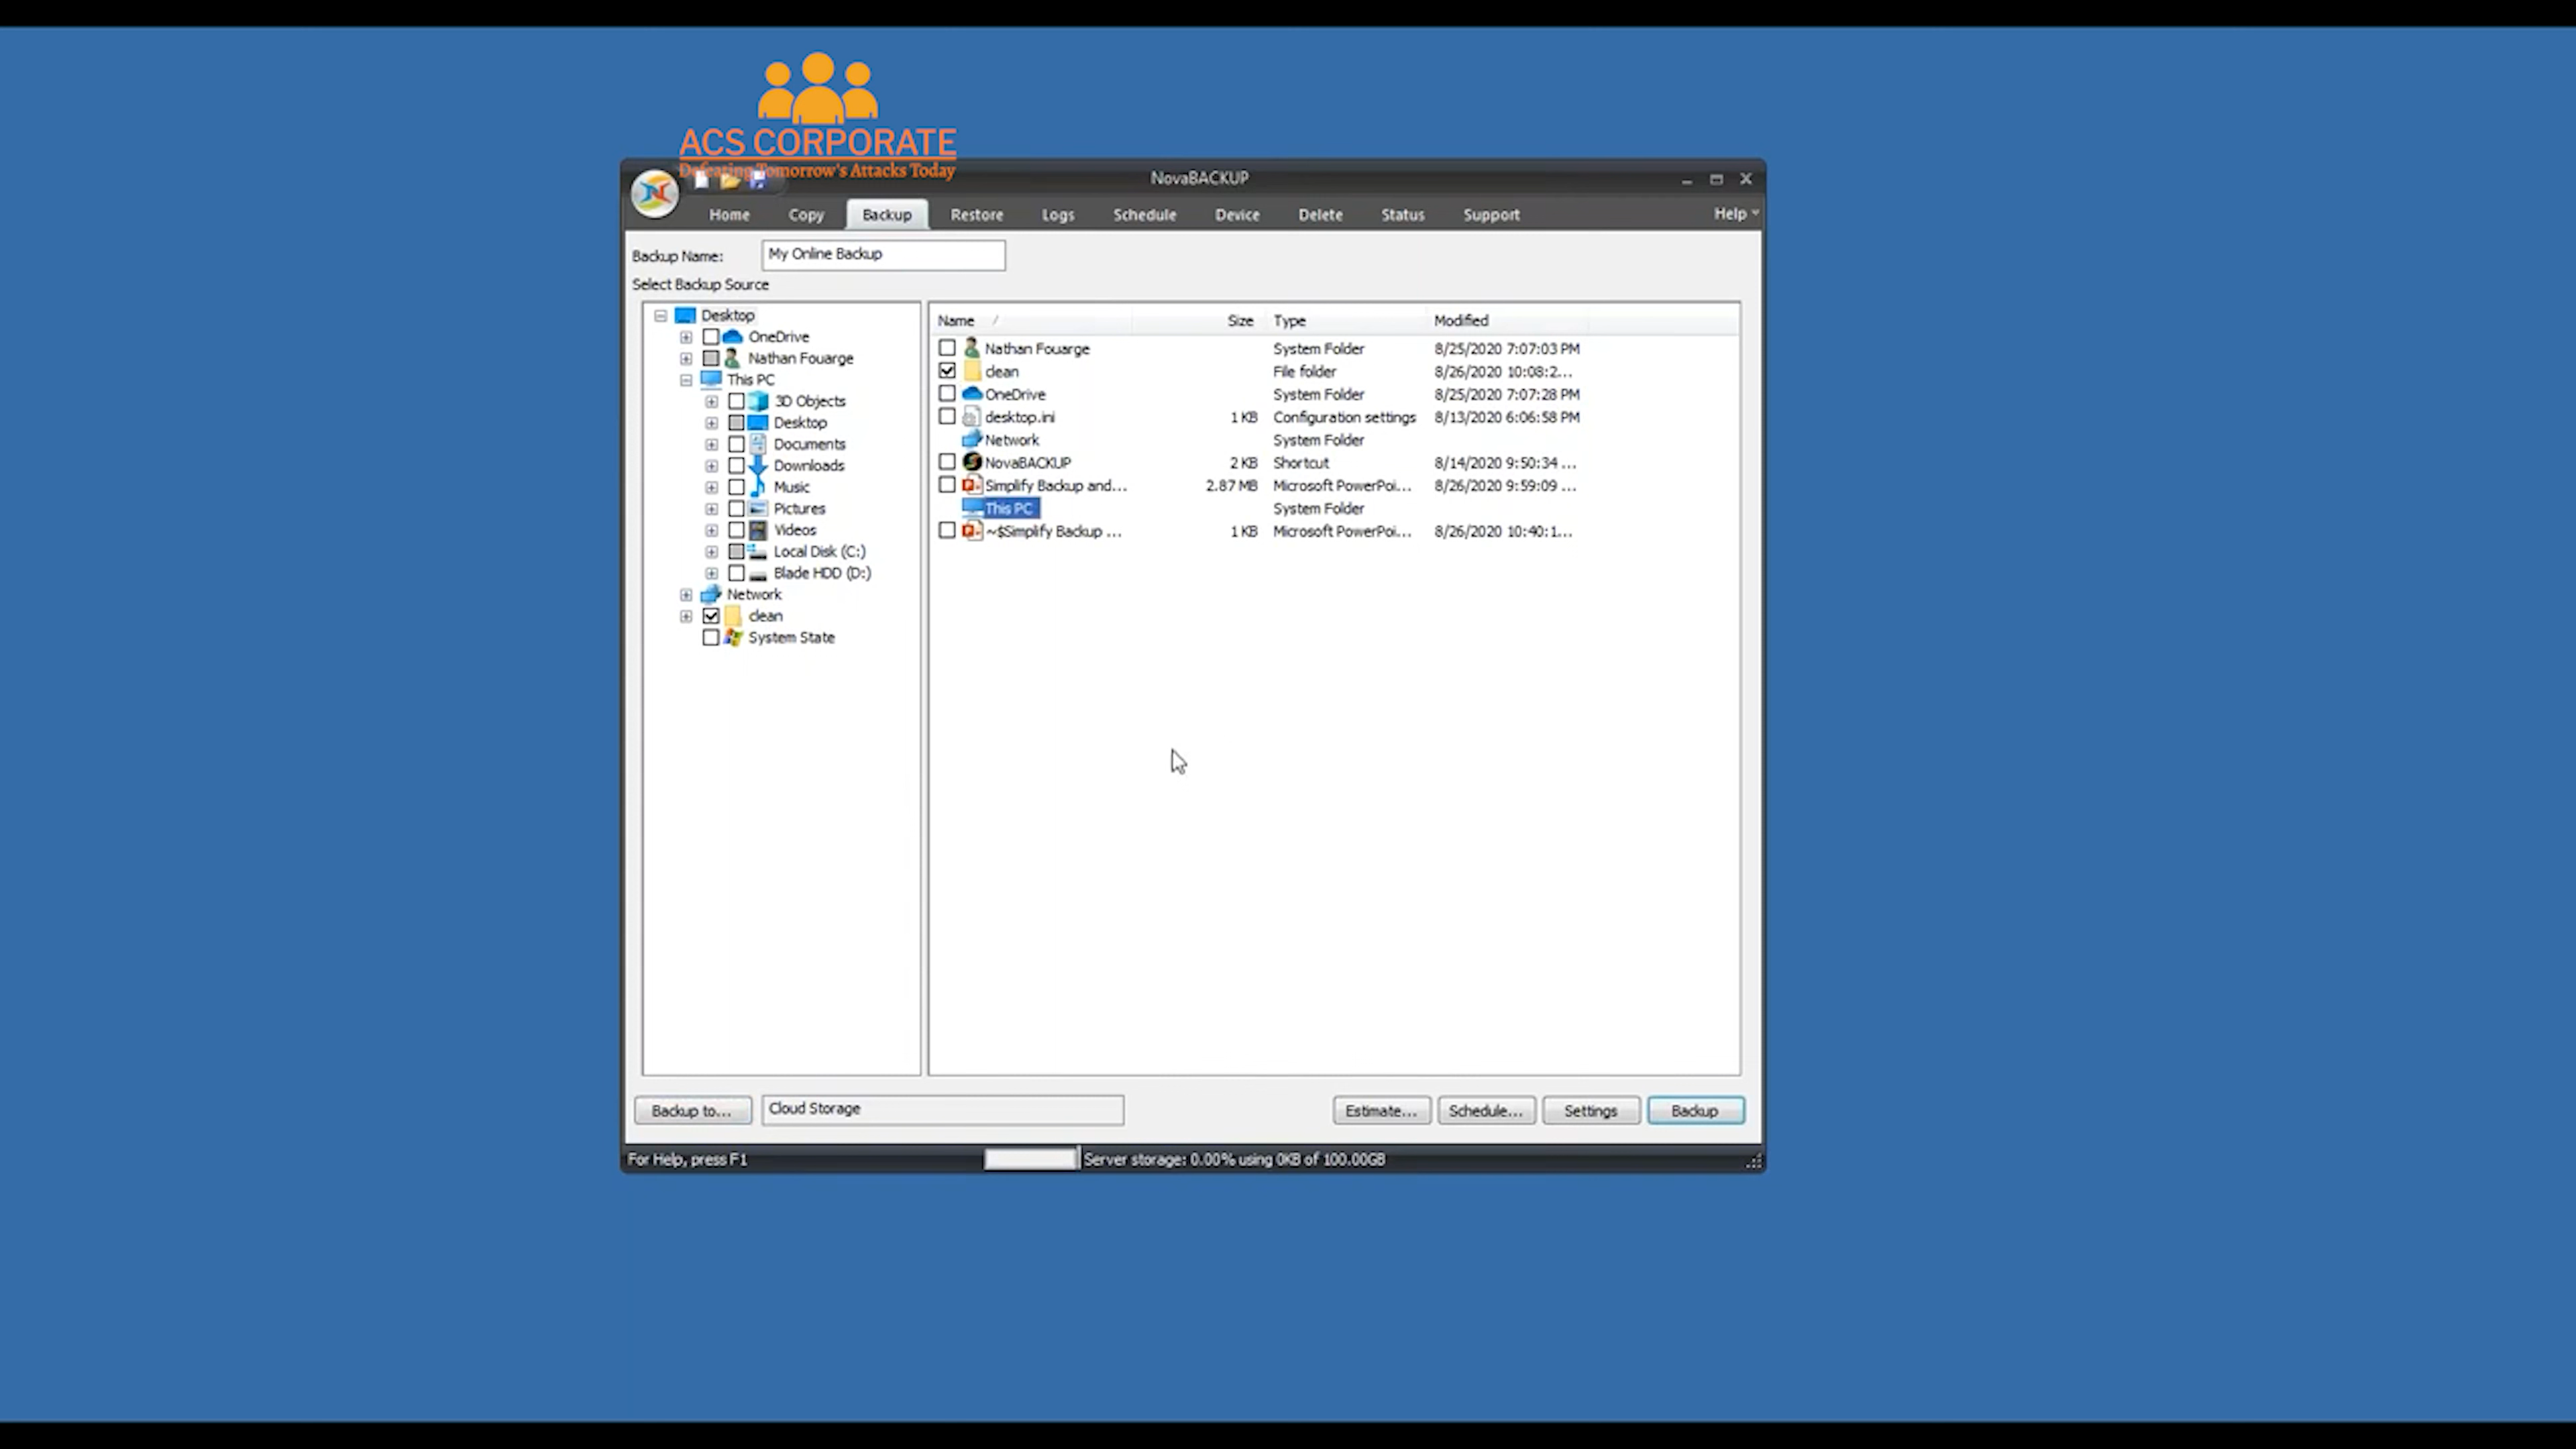 ACS CORPORATE
Defeating Tomorrow's Attacks Today
NovaBACKUP
Home Copy Backup Restore Logs Schedule Device Delete Status Support Help
Backup Name: My Online Backup
Select Backup Source
Desktop
OneDrive
Nathan Fouarge
This PC
3D Objects
Desktop
Documents
Downloads
Music
Pictures
Videos
Local Disk (C:)
Blade HDD (D:)
Network
clean
System State
Name Size Type Modified
Nathan Fouarge System Folder 8/25/2020 7:07:03 PM
clean File folder 8/26/2020 10:08:2...
OneDrive System Folder 8/25/2020 7:07:28 PM
desktop.ini 1 KB Configuration settings 8/13/2020 6:06:58 PM
Network System Folder
NovaBACKUP 2 KB Shortcut 8/14/2020 9:50:34 ...
Simplify Backup and... 2.87 MB Microsoft PowerPoi... 8/26/2020 9:59:09 ...
This PC System Folder
~$Simplify Backup ... 1 KB Microsoft PowerPoi... 8/26/2020 10:40:1...
Backup to... Cloud Storage Estimate... Schedule... Settings Backup
For Help, press F1 Server storage: 0.00% using 0KB of 100.00GB